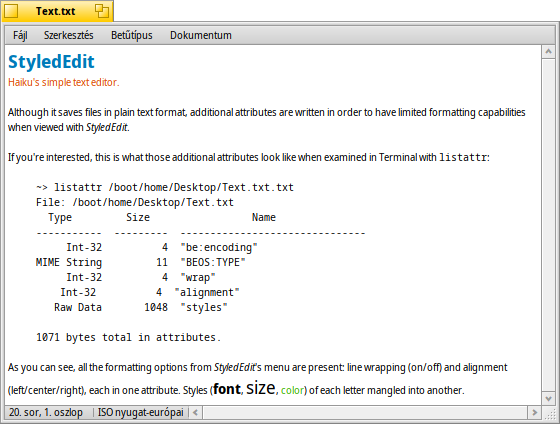 Text.txt
Fájl Szerkesztés Betűtípus Dokumentum
StyledEdit
Haiku's simple text editor.
Although it saves files in plain text format, additional attributes are written in order to have limited formatting capabilities
when viewed with StyledEdit.
If you're interested, this is what those additional attributes look like when examined in Terminal with listattr:
~> listattr /boot/home/Desktop/Text.txt.txt
File: /boot/home/Desktop/Text.txt
Type Size Name
----------- --------- -------------------------------
Int-32 4 "be:encoding"
MIME String 11 "BEOS:TYPE"
Int-32 4 "wrap"
Int-32 4 "alignment"
Raw Data 1048 "styles"
1071 bytes total in attributes.
As you can see, all the formatting options from StyledEdit's menu are present: line wrapping (on/off) and alignment
(left/center/right), each in one attribute. Styles (font, size, color) of each letter mangled into another.
20. sor, 1. oszlop ISO nyugat-európai